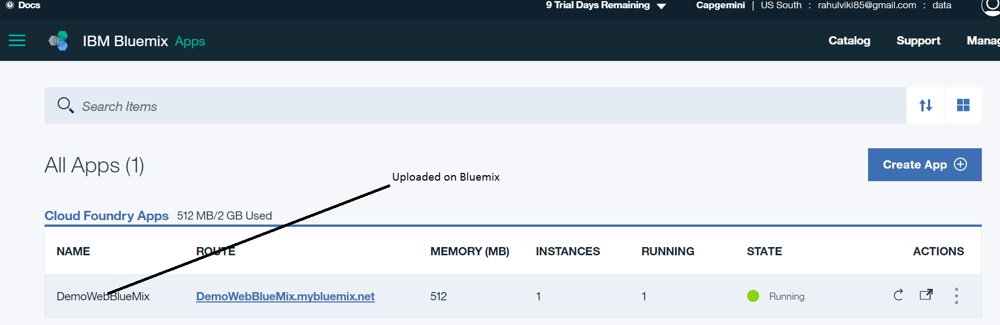 Docs
9 Trial Days Remaining
Capgemini | US South : rahulviki85@gmail.com : data
IBM Bluemix Apps
Catalog Support Manag
Search Items
All Apps (1)
Create App
Uploaded on Bluemix
Cloud Foundry Apps 512 MB/2 GB Used
NAME ROUTE MEMORY (MB) INSTANCES RUNNING STATE ACTIONS
DemoWebBlueMix DemoWebBlueMix.mybluemix.net 512 1 1 Running